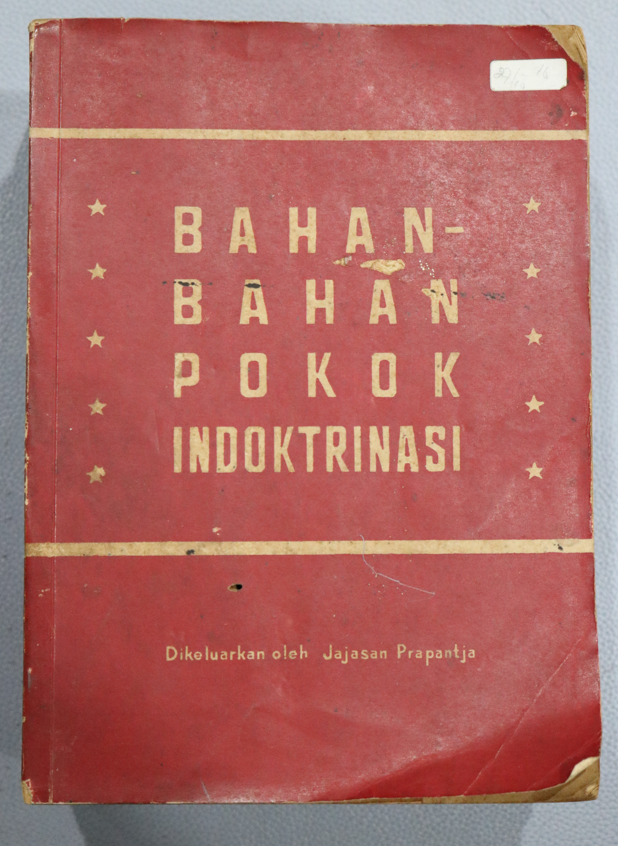 BAHAN-
BAHAN
POKOK
INDOKTRINASI
Dikeluarkan oleh Jajasan Prapantja